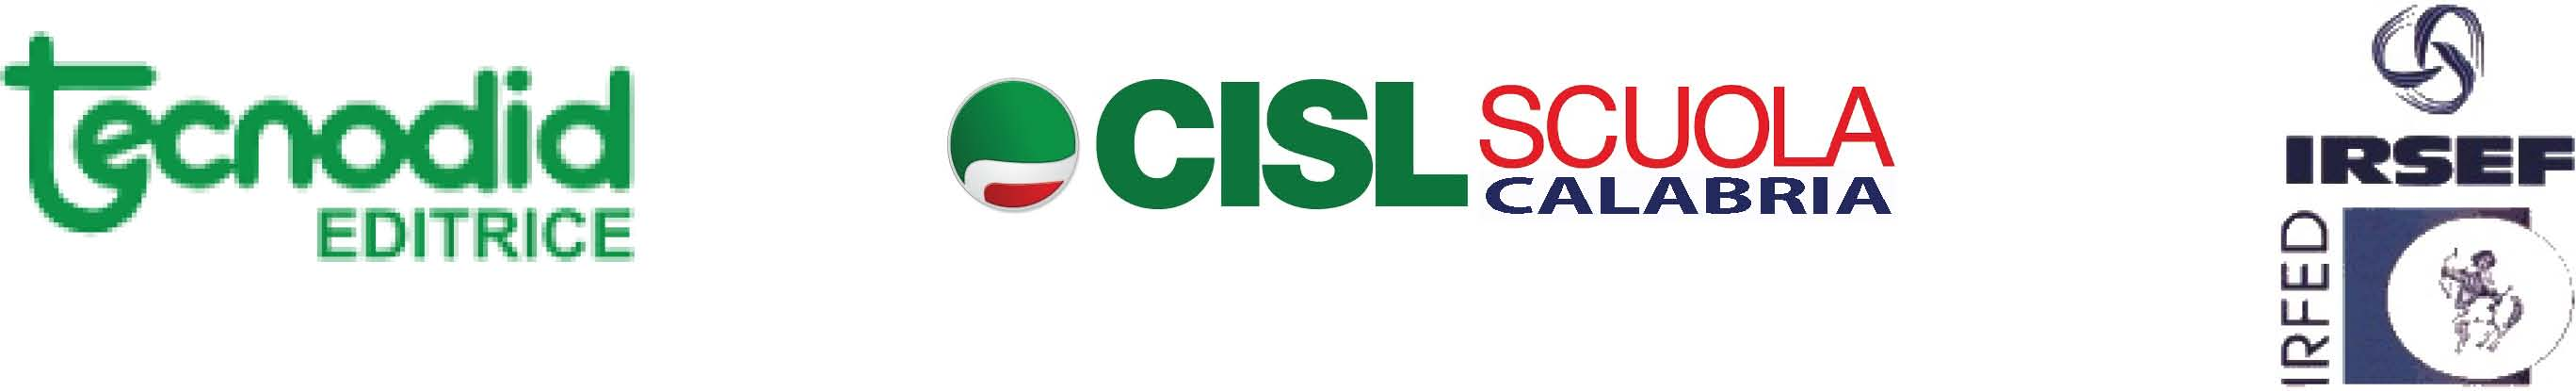 tecnodid
EDITRICE
CISL SCUOLA
CALABRIA
IRSEF
IRFED